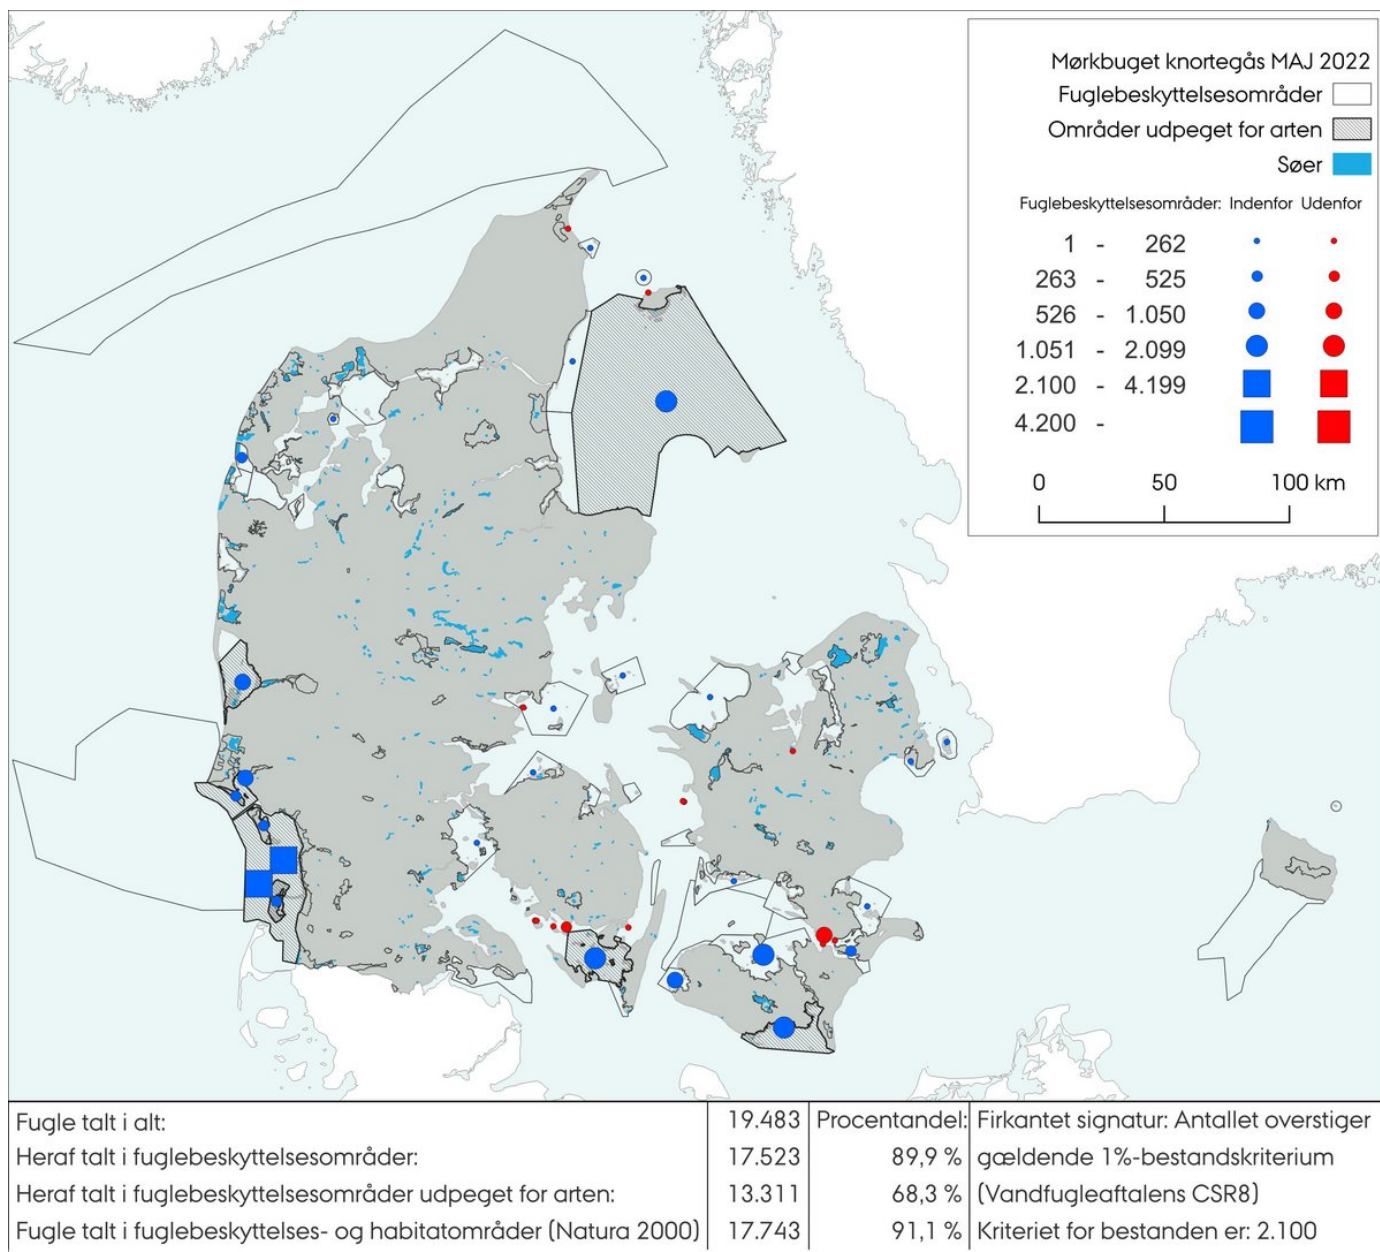 Mørkbuget knortegås MAJ 2022
Fuglebeskyttelsesområder
Områder udpeget for arten
Søer
Fuglebeskyttelsesområder: Indenfor Udenfor
1 - 262
263 - 525
526 - 1.050
1.051 - 2.099
2.100 - 4.199
4.200 -
0 50 100 km
Fugle talt i alt: 19.483 Procentandel: Firkantet signatur: Antallet overstiger
Heraf talt i fuglebeskyttelsesområder: 17.523 89,9 % gældende 1%-bestandskriterium
Heraf talt i fuglebeskyttelsesområder udpeget for arten: 13.311 68,3 % (Vandfugleaftalens CSR8)
Fugle talt i fuglebeskyttelses- og habitatområder (Natura 2000) 17.743 91,1 % Kriteriet for bestanden er: 2.100